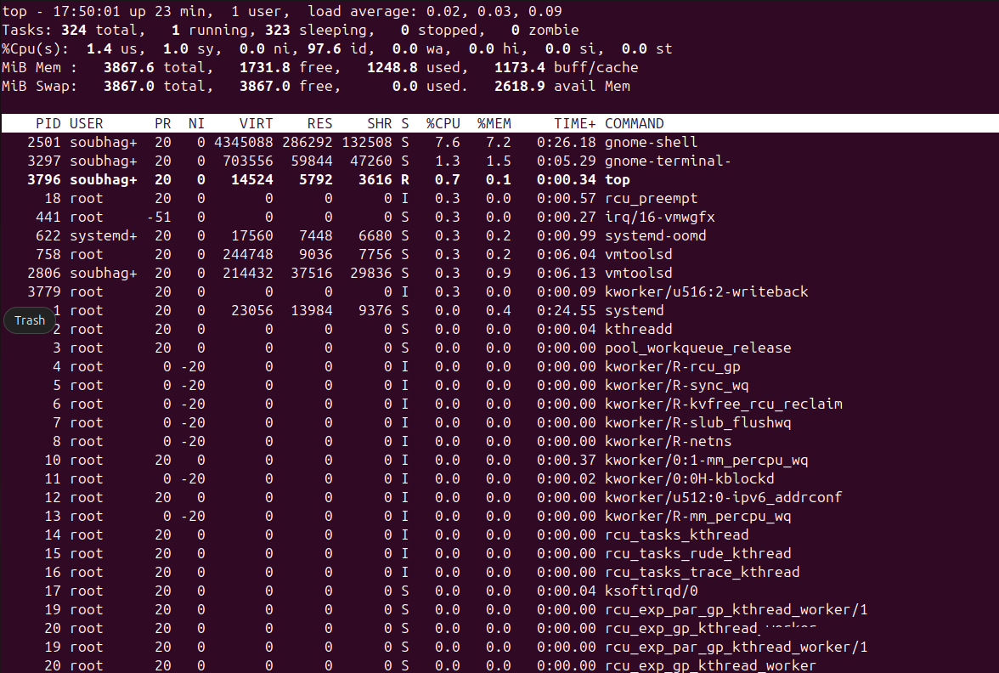 top - 17:50:01 up 23 min,  1 user,  load average: 0.02, 0.03, 0.09
Tasks: 324 total,   1 running, 323 sleeping,   0 stopped,   0 zombie
%Cpu(s):  1.4 us,  1.0 sy,  0.0 ni, 97.6 id,  0.0 wa,  0.0 hi,  0.0 si,  0.0 st
MiB Mem :   3867.6 total,   1731.8 free,   1248.8 used,   1173.4 buff/cache
MiB Swap:   3867.0 total,   3867.0 free,      0.0 used.   2618.9 avail Mem
PID USER PR NI VIRT RES SHR S %CPU %MEM TIME+ COMMAND
2501 soubhag+ 20 0 4345088 286292 132508 S 7.6 7.2 0:26.18 gnome-shell
3297 soubhag+ 20 0 703556 59844 47260 S 1.3 1.5 0:05.29 gnome-terminal-
3796 soubhag+ 20 0 14524 5792 3616 R 0.7 0.1 0:00.34 top
18 root 20 0 0 0 0 I 0.3 0.0 0:00.57 rcu_preempt
441 root -51 0 0 0 0 S 0.3 0.0 0:00.27 irq/16-vmwgfx
622 systemd+ 20 0 17560 7448 6680 S 0.3 0.2 0:00.99 systemd-oomd
758 root 20 0 244748 9036 7756 S 0.3 0.2 0:06.04 vmtoolsd
2806 soubhag+ 20 0 214432 37516 29836 S 0.3 0.9 0:06.13 vmtoolsd
3779 root 20 0 0 0 0 I 0.3 0.0 0:00.09 kworker/u516:2-writeback
1 root 20 0 23056 13984 9376 S 0.0 0.4 0:24.55 systemd
Trash
2 root 20 0 0 0 0 S 0.0 0.0 0:00.04 kthreadd
3 root 20 0 0 0 0 S 0.0 0.0 0:00.00 pool_workqueue_release
4 root 0 -20 0 0 0 I 0.0 0.0 0:00.00 kworker/R-rcu_gp
5 root 0 -20 0 0 0 I 0.0 0.0 0:00.00 kworker/R-sync_wq
6 root 0 -20 0 0 0 I 0.0 0.0 0:00.00 kworker/R-kvfree_rcu_reclaim
7 root 0 -20 0 0 0 I 0.0 0.0 0:00.00 kworker/R-slub_flushwq
8 root 0 -20 0 0 0 I 0.0 0.0 0:00.00 kworker/R-netns
10 root 20 0 0 0 0 I 0.0 0.0 0:00.37 kworker/0:1-mm_percpu_wq
11 root 0 -20 0 0 0 I 0.0 0.0 0:00.02 kworker/0:0H-kblockd
12 root 20 0 0 0 0 I 0.0 0.0 0:00.00 kworker/u512:0-ipv6_addrconf
13 root 0 -20 0 0 0 I 0.0 0.0 0:00.00 kworker/R-mm_percpu_wq
14 root 20 0 0 0 0 I 0.0 0.0 0:00.00 rcu_tasks_kthread
15 root 20 0 0 0 0 I 0.0 0.0 0:00.00 rcu_tasks_rude_kthread
16 root 20 0 0 0 0 I 0.0 0.0 0:00.00 rcu_tasks_trace_kthread
17 root 20 0 0 0 0 S 0.0 0.0 0:00.04 ksoftirqd/0
19 root 20 0 0 0 0 S 0.0 0.0 0:00.00 rcu_exp_par_gp_kthread_worker/1
20 root 20 0 0 0 0 S 0.0 0.0 0:00.00 rcu_exp_gp_kthread_
19 root 20 0 0 0 0 S 0.0 0.0 0:00.00 rcu_exp_par_gp_kthread_worker/1
20 root 20 0 0 0 0 S 0.0 0.0 0:00.00 rcu_exp_gp_kthread_worker